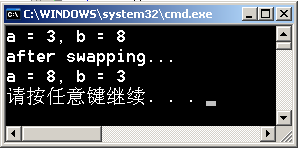 C:\WINDOWS\system32\cmd.exe
a = 3, b = 8
after swapping...
a = 8, b = 3
请按任意键继续. . .